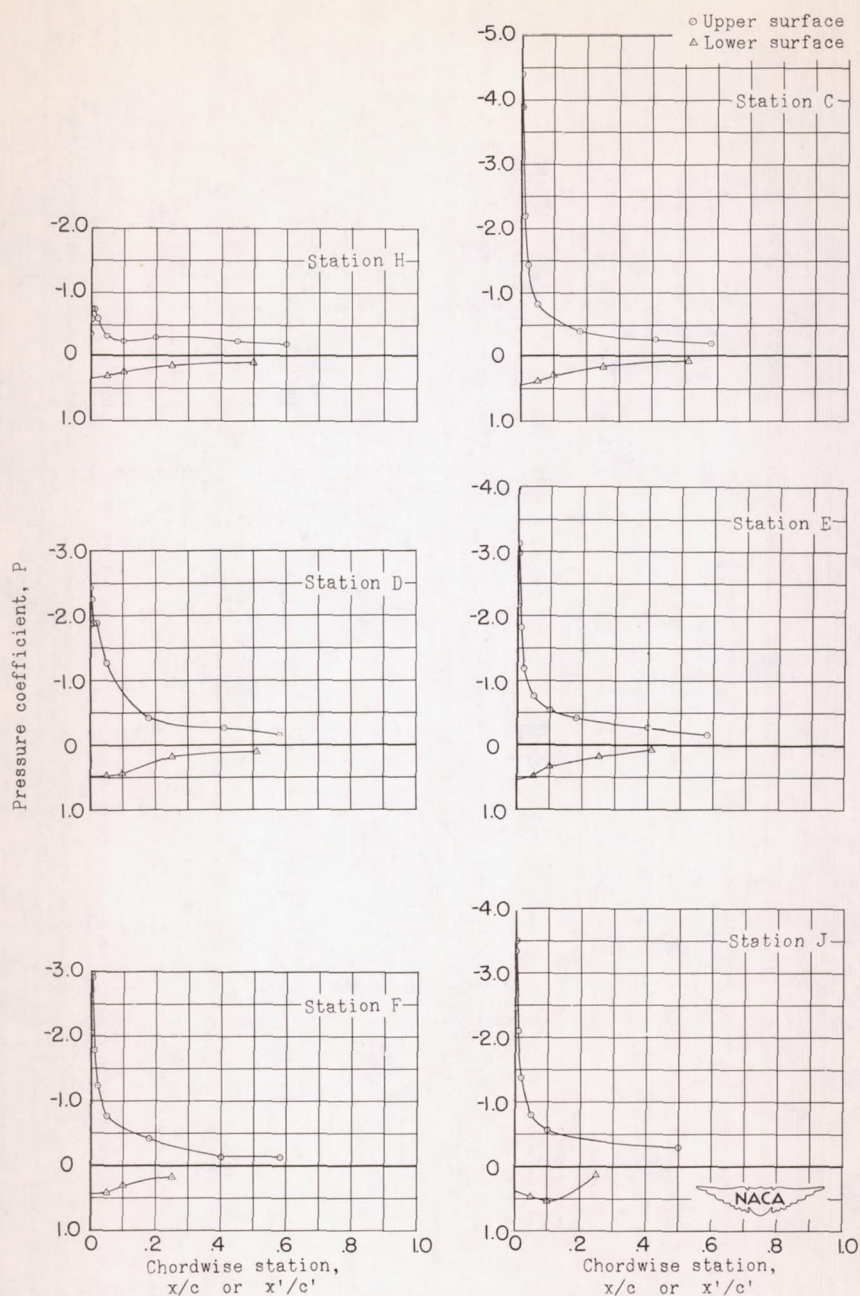 Upper surface
Lower surface
-5.0
-4.0
-3.0
-2.0
-1.0
0
1.0
Station C
-2.0
-1.0
0
1.0
Station H
-3.0
-2.0
-1.0
0
1.0
Station D
-4.0
-3.0
-2.0
-1.0
0
1.0
Station E
Pressure coefficient, P
-3.0
-2.0
-1.0
0
1.0
Station F
0 .2 .4 .6 .8 1.0
Chordwise station,
x/c or x'/c'
-4.0
-3.0
-2.0
-1.0
0
1.0
Station J
NACA
0 .2 .4 .6 .8 1.0
Chordwise station,
x/c or x'/c'